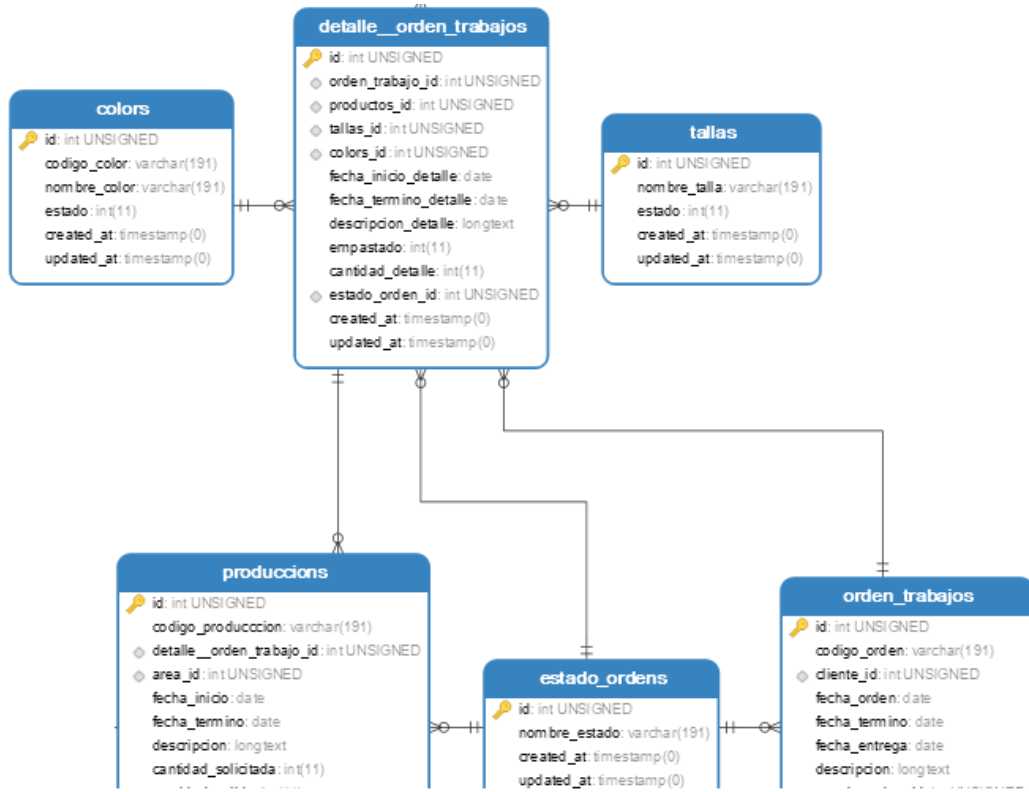 detalle__orden_trabajos
id: int UNSIGNED
orden_trabajo_id: int UNSIGNED
productos_id: int UNSIGNED
tallas_id: int UNSIGNED
colors_id: int UNSIGNED
fecha_inicio_detalle: date
fecha_termino_detalle: date
descripcion_detalle: longtext
empastado: int(11)
cantidad_detalle: int(11)
estado_orden_id: int UNSIGNED
created_at: timestamp(0)
updated_at: timestamp(0)
colors
id: int UNSIGNED
codigo_color: varchar(191)
nombre_color: varchar(191)
estado: int(11)
created_at: timestamp(0)
updated_at: timestamp(0)
tallas
id: int UNSIGNED
nombre_talla: varchar(191)
estado: int(11)
created_at: timestamp(0)
updated_at: timestamp(0)
produccions
id: int UNSIGNED
codigo_producccion: varchar(191)
detalle__orden_trabajo_id: int UNSIGNED
area_id: int UNSIGNED
fecha_inicio: date
fecha_termino: date
descripcion: longtext
cantidad_solicitada: int(11)
estado_ordens
id: int UNSIGNED
nombre_estado: varchar(191)
created_at: timestamp(0)
updated_at: timestamp(0)
orden_trabajos
id: int UNSIGNED
codigo_orden: varchar(191)
cliente_id: int UNSIGNED
fecha_orden: date
fecha_termino: date
fecha_entrega: date
descripcion: longtext